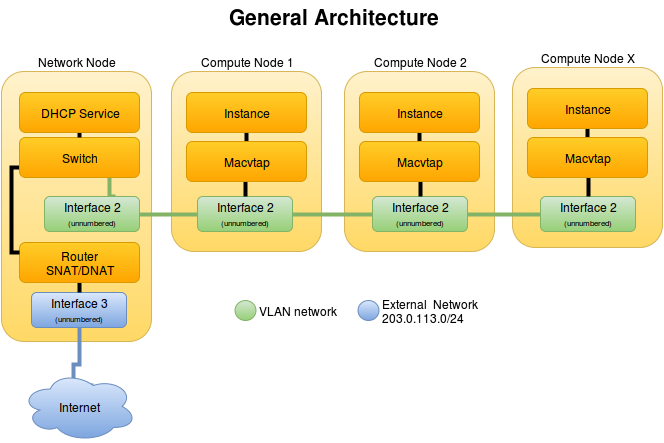 General Architecture
Network Node
DHCP Service
Switch
Interface 2
(unnumbered)
Router
SNAT/DNAT
Interface 3
(unnumbered)
Internet
Compute Node 1
Instance
Macvtap
Interface 2
(unnumbered)
Compute Node 2
Instance
Macvtap
Interface 2
(unnumbered)
Compute Node X
Instance
Macvtap
Interface 2
(unnumbered)
VLAN network
External Network
203.0.113.0/24